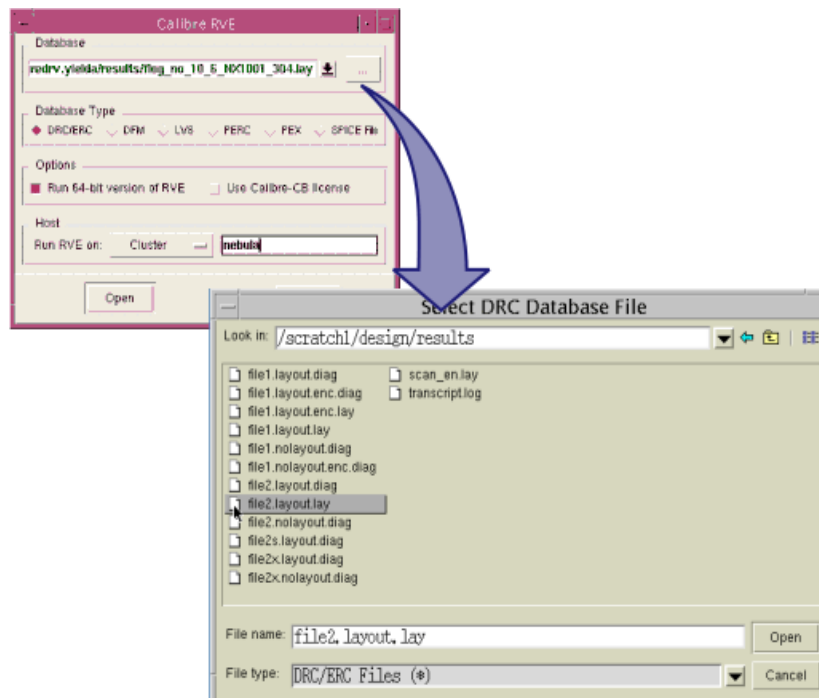 Calibre RVE
Database
...
Database Type
DRC/ERC DFM LVS PERC PEX SPICE File
Options
Run 64-bit version of RVE Use Calibre-CB license
Host
Run RVE on: Cluster nebula
Open
Select DRC Database File
Look in: /scratch1/design/results
file1.layout.diag scan_en.lay
file1.layout.enc.diag transcript.log
file1.layout.enc.lay
file1.layout.lay
file1.nolayout.diag
file1.nolayout.enc.diag
file2.layout.diag
file2.layout.lay
file2.nolayout.diag
file2s.layout.diag
file2x.layout.diag
file2x.nolayout.diag
File name: file2.layout.lay Open
File type: DRC/ERC Files (*) Cancel